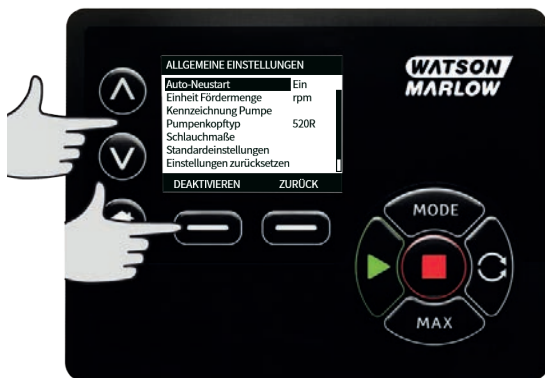 ALLGEMEINE EINSTELLUNGEN
Auto-Neustart Ein
Einheit Fördermenge rpm
Kennzeichnung Pumpe
Pumpenkopftyp 520R
Schlauchmaße
Standardeinstellungen
Einstellungen zurücksetzen
DEAKTIVIEREN ZURÜCK
WATSON
MARLOW
MODE
MAX